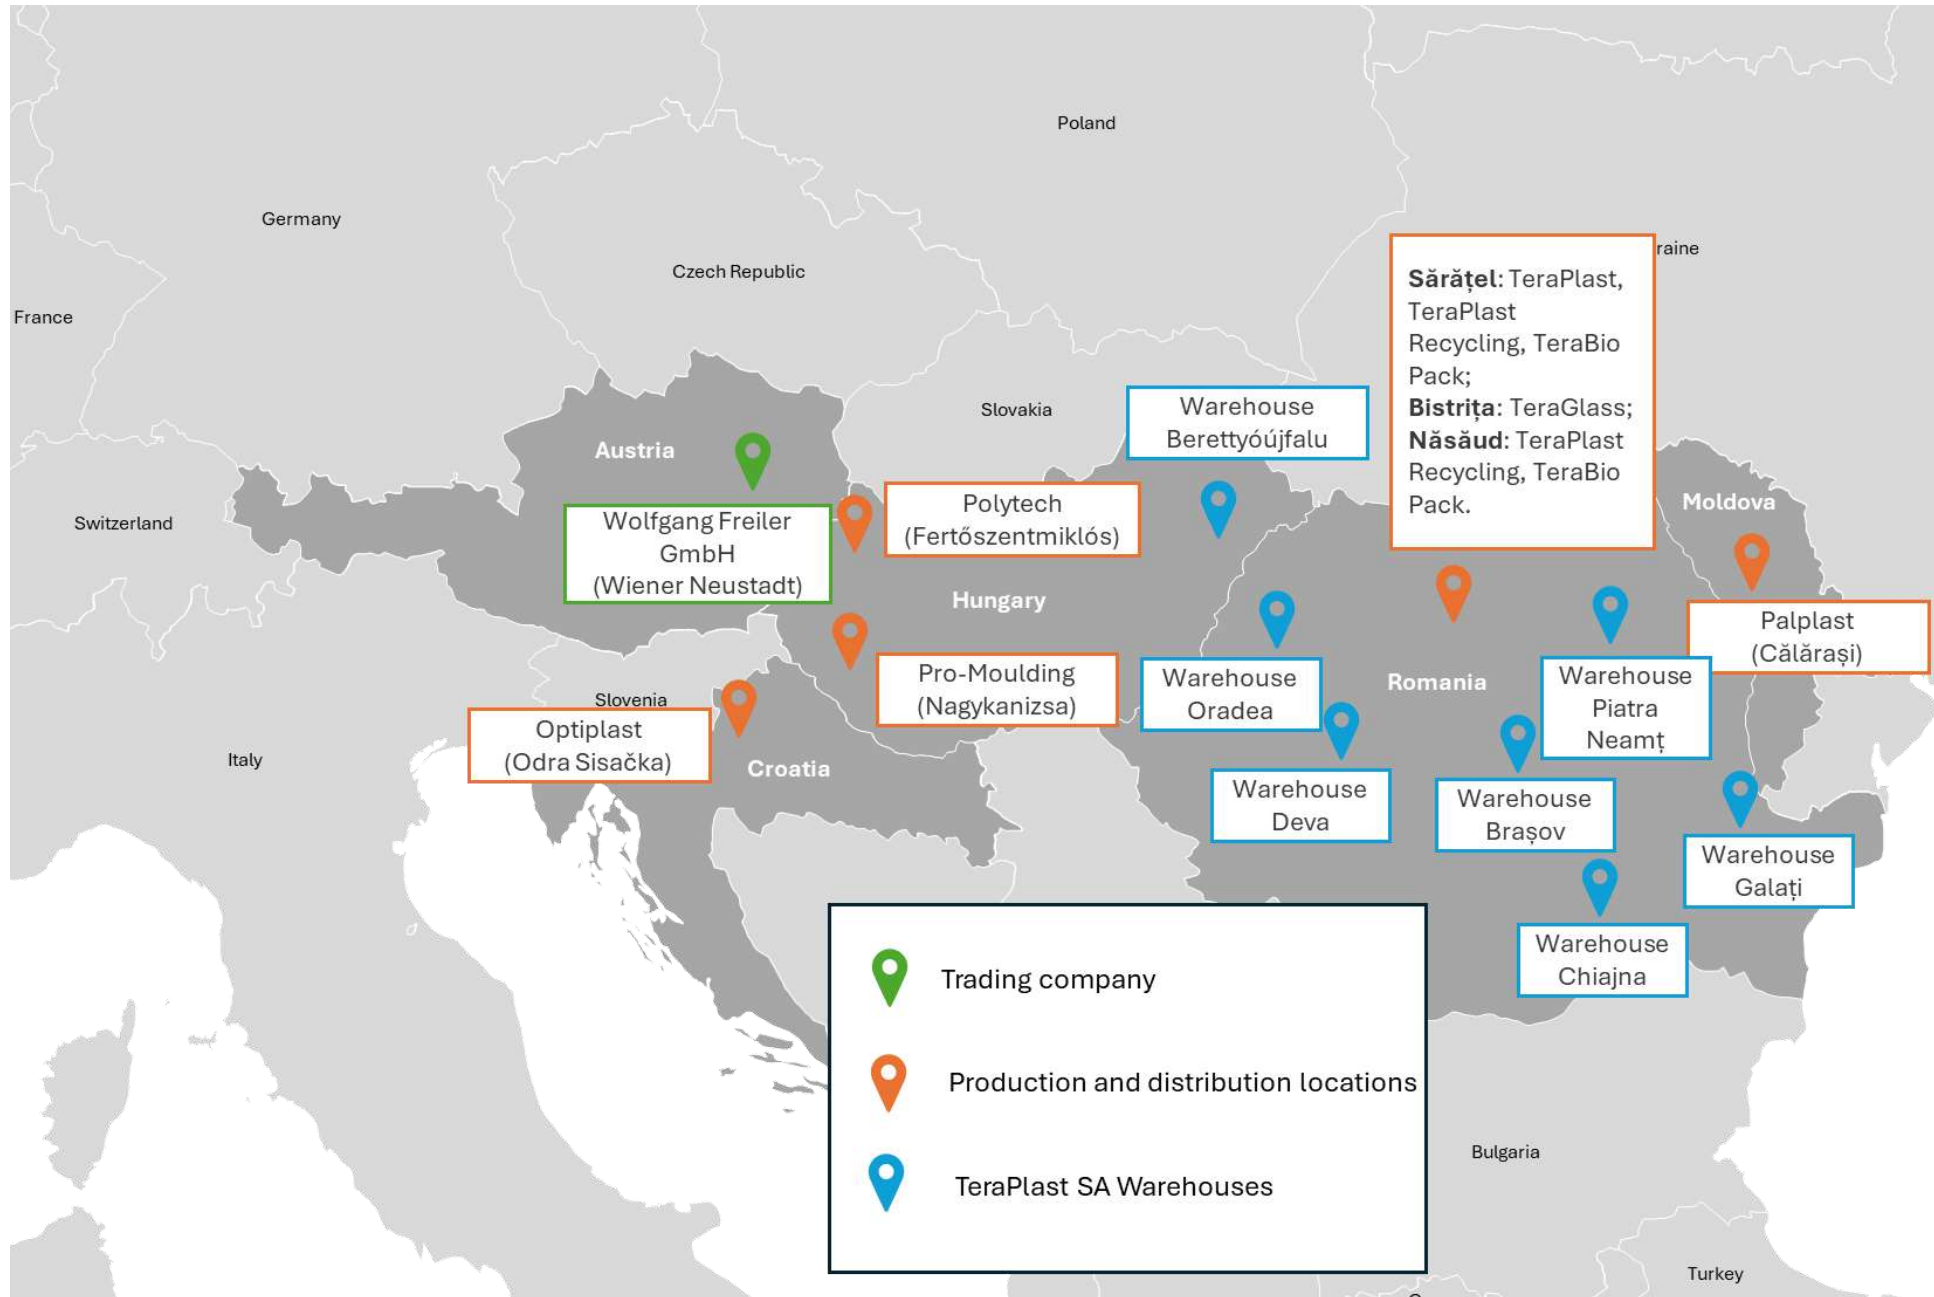 Poland
Germany
raine
Czech Republic
France
Sărățel: TeraPlast,
TeraPlast
Recycling, TeraBio
Pack;
Bistrița: TeraGlass;
Năsăud: TeraPlast
Recycling, TeraBio
Pack.
Slovakia
Warehouse
Berettyóújfalu
Austria
Wolfgang Freiler
GmbH
(Wiener Neustadt)
Polytech
(Fertőszentmiklós)
Moldova
Switzerland
Hungary
Palplast
(Călărași)
Pro-Moulding
(Nagykanizsa)
Warehouse
Oradea
Romania
Warehouse
Piatra
Neamț
Slovenia
Optiplast
(Odra Sisačka)
Italy
Croatia
Warehouse
Deva
Warehouse
Brașov
Warehouse
Galați
Warehouse
Chiajna
Trading company
Production and distribution locations
TeraPlast SA Warehouses
Bulgaria
Turkey